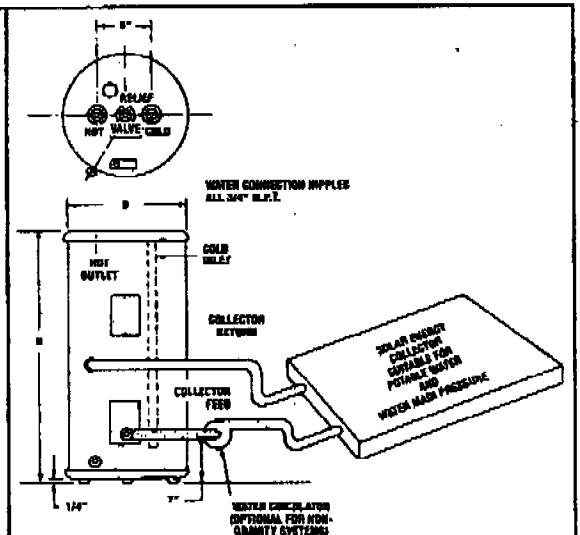 8"
RELIEF
HOT VALVE COLD
WATER CONNECTION NIPPLES
ALL 3/4" M.P.T.
D
COLD
INLET
HOT
OUTLET
H
COLLECTOR
RETURN
SOLAR ENERGY
COLLECTOR
SUITABLE FOR
POTABLE WATER
AND
WATER MAIN PRESSURE
COLLECTOR
FEED
1/4"
7"
WATER CIRCULATOR
(OPTIONAL FOR NON-
GRAVITY SYSTEMS)